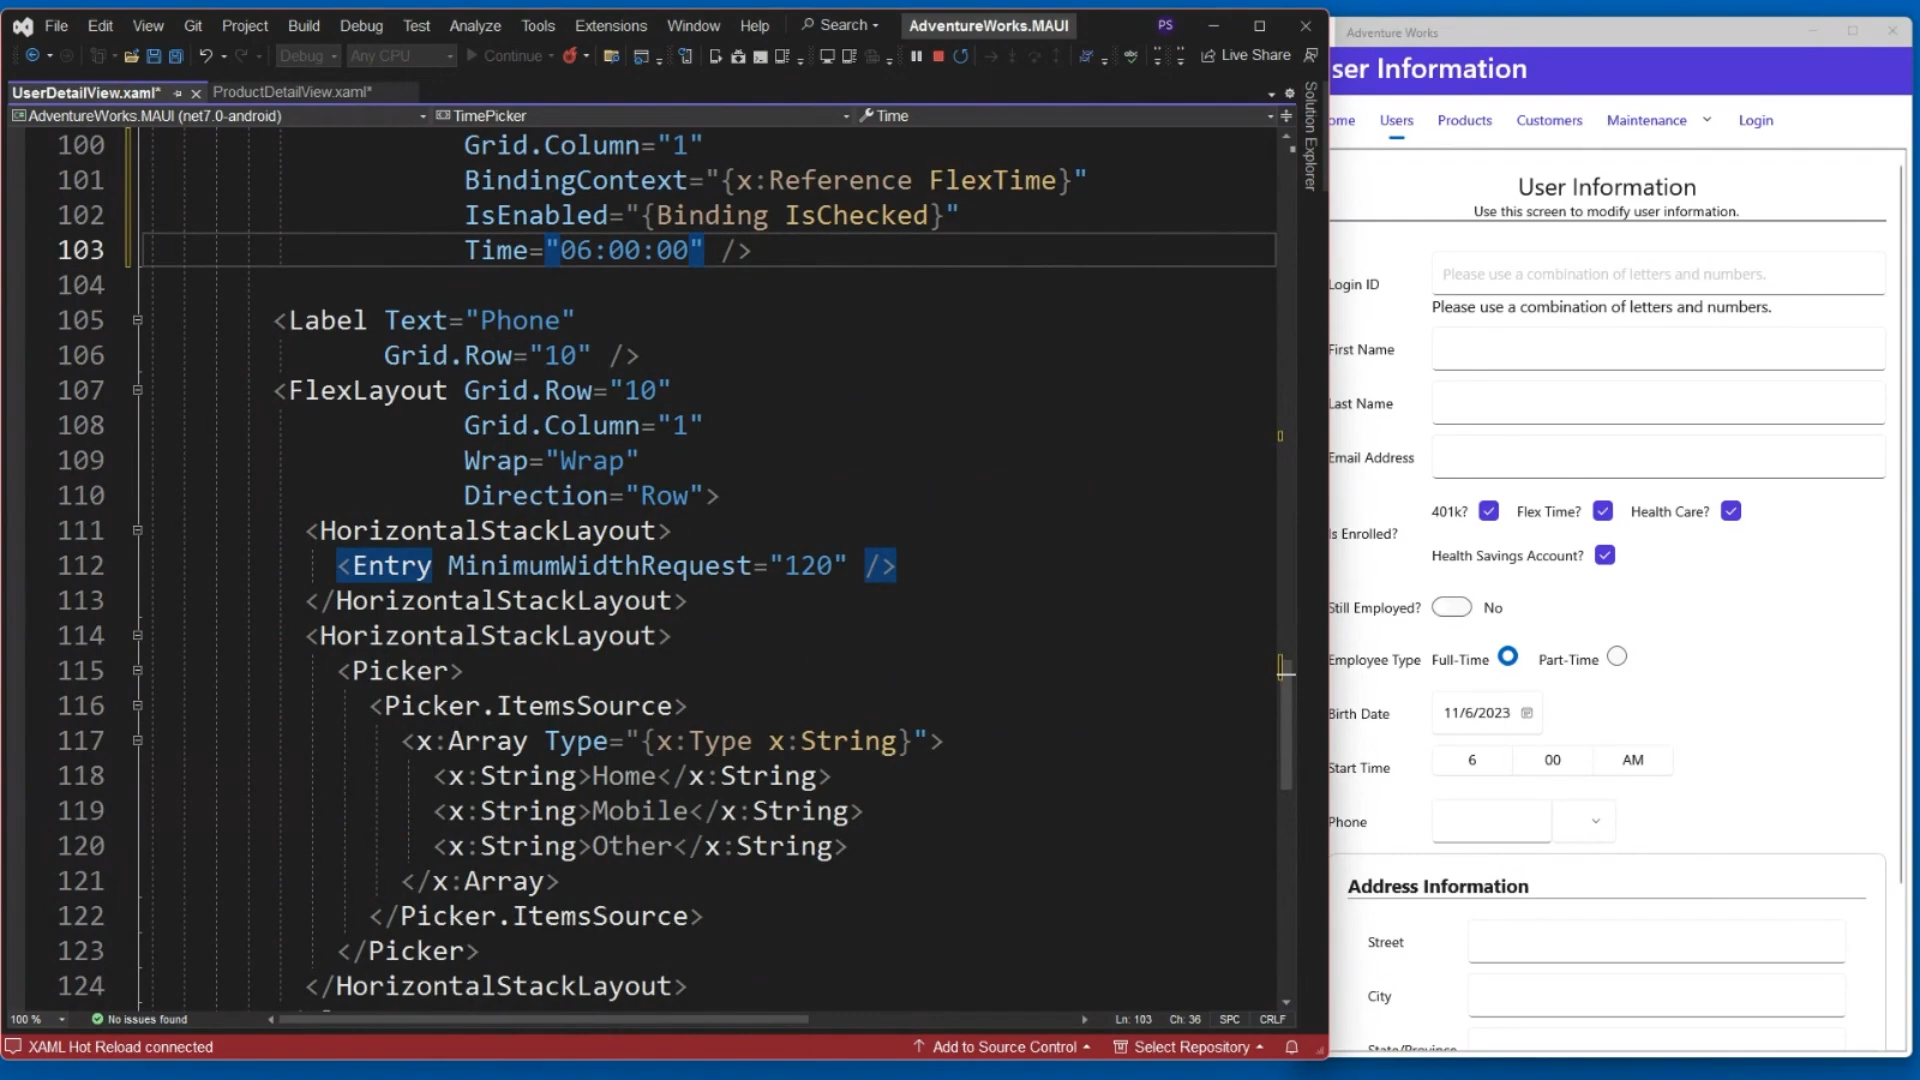 File Edit View Git Project Build Debug Test Analyze Tools Extensions Window Help Search AdventureWorks.MAUI PS
Debug Any CPU Continue Live Share
UserDetailView.xaml* ProductDetailView.xaml*
AdventureWorks.MAUI (net7.0-android) TimePicker Time
Solution Explorer
100 Grid.Column="1"
101 BindingContext="{x:Reference FlexTime}"
102 IsEnabled="{Binding IsChecked}"
103 Time="06:00:00" />
104
105 <Label Text="Phone"
106 Grid.Row="10" />
107 <FlexLayout Grid.Row="10"
108 Grid.Column="1"
109 Wrap="Wrap"
110 Direction="Row">
111 <HorizontalStackLayout>
112 <Entry MinimumWidthRequest="120" />
113 </HorizontalStackLayout>
114 <HorizontalStackLayout>
115 <Picker>
116 <Picker.ItemsSource>
117 <x:Array Type="{x:Type x:String}">
118 <x:String>Home</x:String>
119 <x:String>Mobile</x:String>
120 <x:String>Other</x:String>
121 </x:Array>
122 </Picker.ItemsSource>
123 </Picker>
124 </HorizontalStackLayout>
100 % No issues found Ln: 103 Ch: 36 SPC CRLF
XAML Hot Reload connected Add to Source Control Select Repository
Adventure Works
ser Information
ome Users Products Customers Maintenance Login
User Information
Use this screen to modify user information.
Login ID Please use a combination of letters and numbers.
Please use a combination of letters and numbers.
First Name
Last Name
Email Address
401k? Flex Time? Health Care?
Is Enrolled?
Health Savings Account?
Still Employed? No
Employee Type Full-Time Part-Time
Birth Date 11/6/2023
Start Time 6 00 AM
Phone
Address Information
Street
City
State/Province